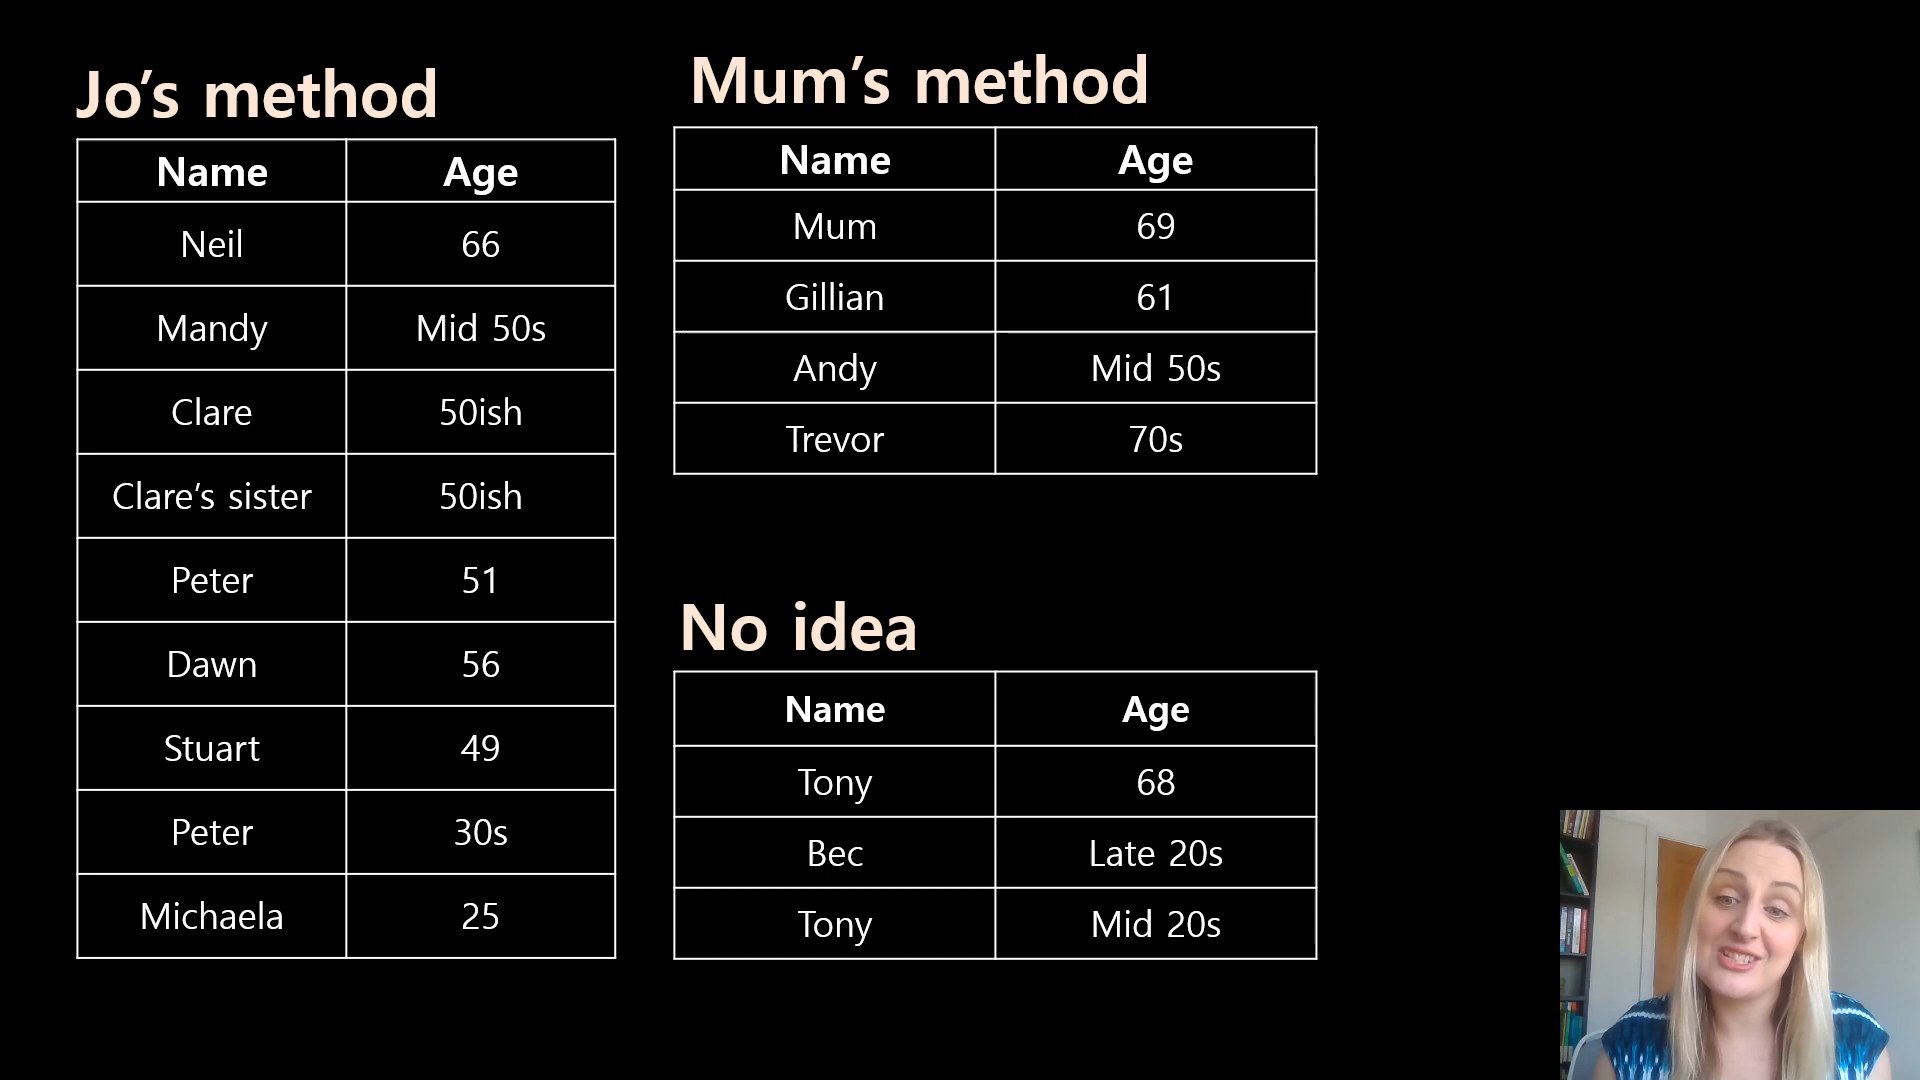 Jo’s method
Name Age
Neil 66
Mandy Mid 50s
Clare 50ish
Clare’s sister 50ish
Peter 51
Dawn 56
Stuart 49
Peter 30s
Michaela 25
Mum’s method
Name Age
Mum 69
Gillian 61
Andy Mid 50s
Trevor 70s
No idea
Name Age
Tony 68
Bec Late 20s
Tony Mid 20s